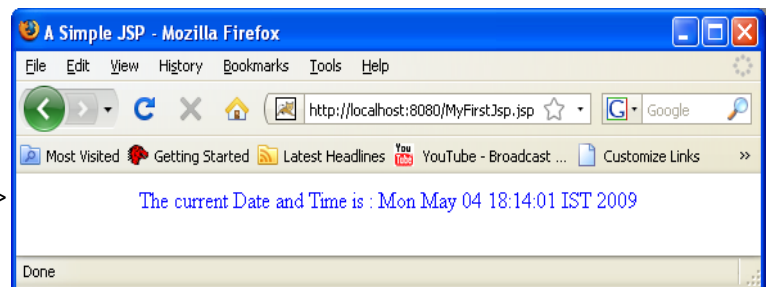 A Simple JSP - Mozilla Firefox
File Edit View History Bookmarks Tools Help
http://localhost:8080/MyFirstJsp.jsp G Google
Most Visited Getting Started Latest Headlines You Tube YouTube - Broadcast ... Customize Links »
> The current Date and Time is : Mon May 04 18:14:01 IST 2009
Done